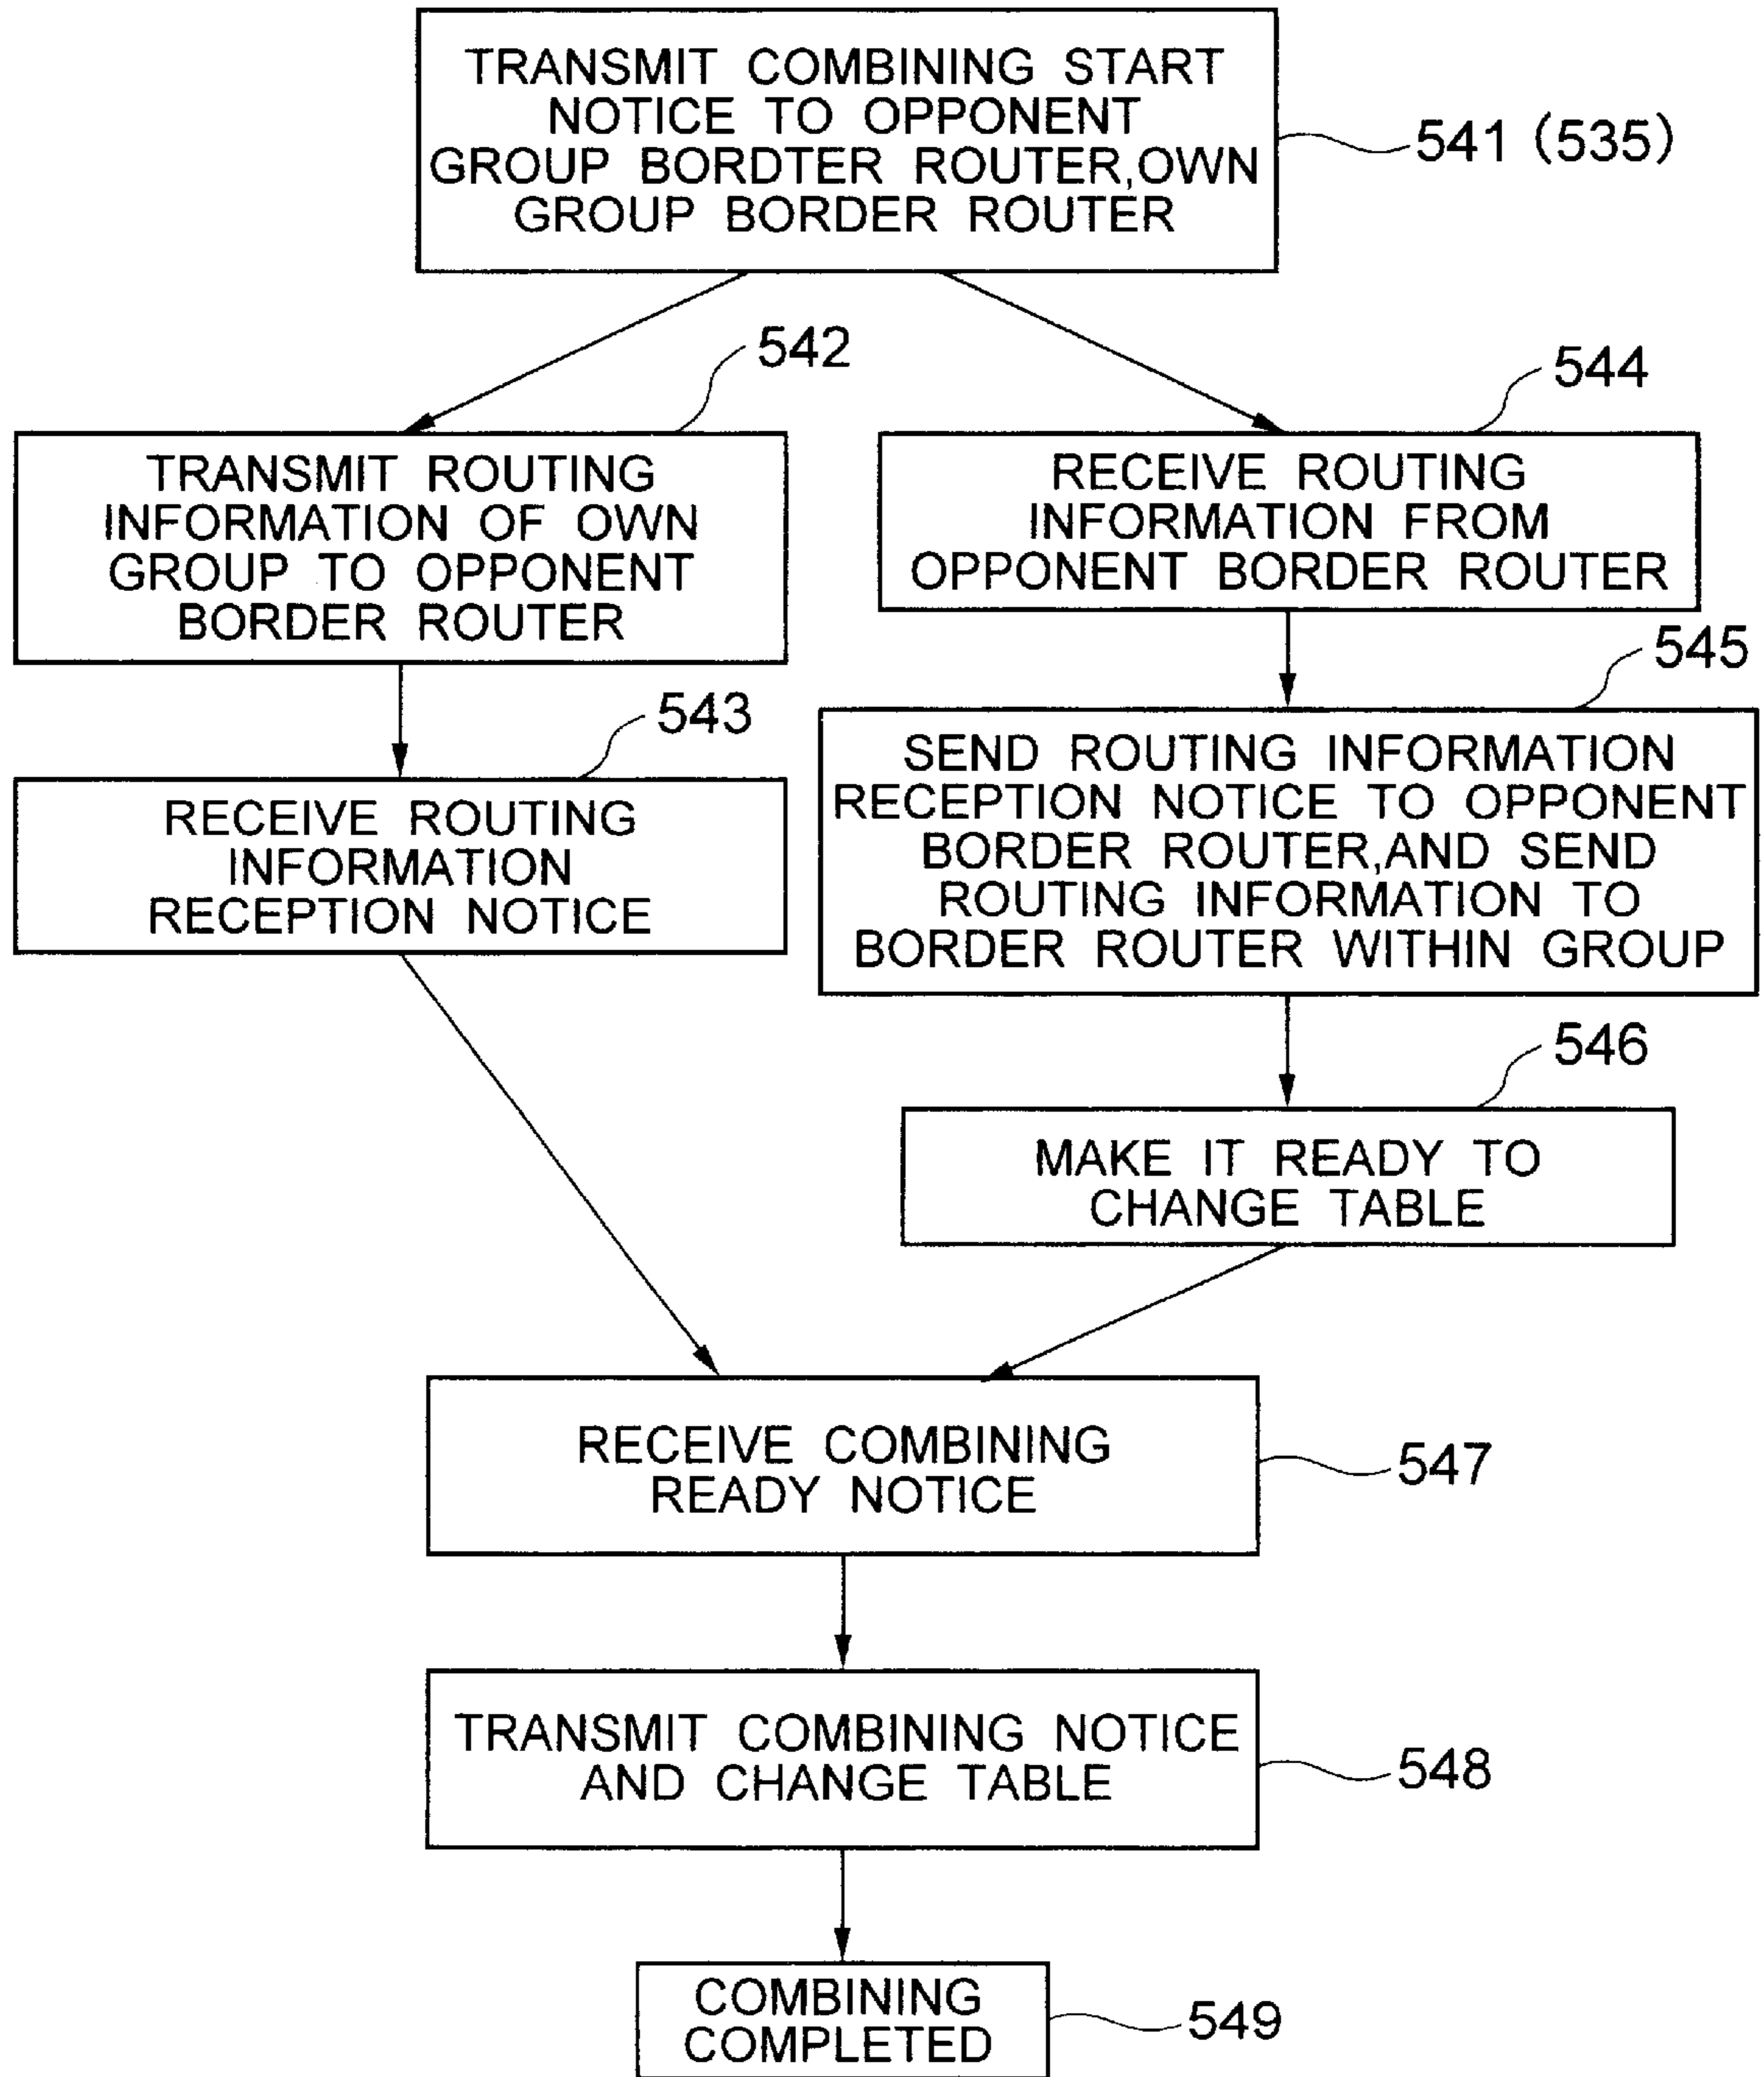 TRANSMIT COMBINING START
NOTICE TO OPPONENT
GROUP BORDTER ROUTER,OWN
GROUP BORDER ROUTER
541 (535)
542
TRANSMIT ROUTING
INFORMATION OF OWN
GROUP TO OPPONENT
BORDER ROUTER
543
RECEIVE ROUTING
INFORMATION
RECEPTION NOTICE
544
RECEIVE ROUTING
INFORMATION FROM
OPPONENT BORDER ROUTER
545
SEND ROUTING INFORMATION
RECEPTION NOTICE TO OPPONENT
BORDER ROUTER,AND SEND
ROUTING INFORMATION TO
BORDER ROUTER WITHIN GROUP
546
MAKE IT READY TO
CHANGE TABLE
RECEIVE COMBINING
READY NOTICE
547
TRANSMIT COMBINING NOTICE
AND CHANGE TABLE
548
COMBINING
COMPLETED
549